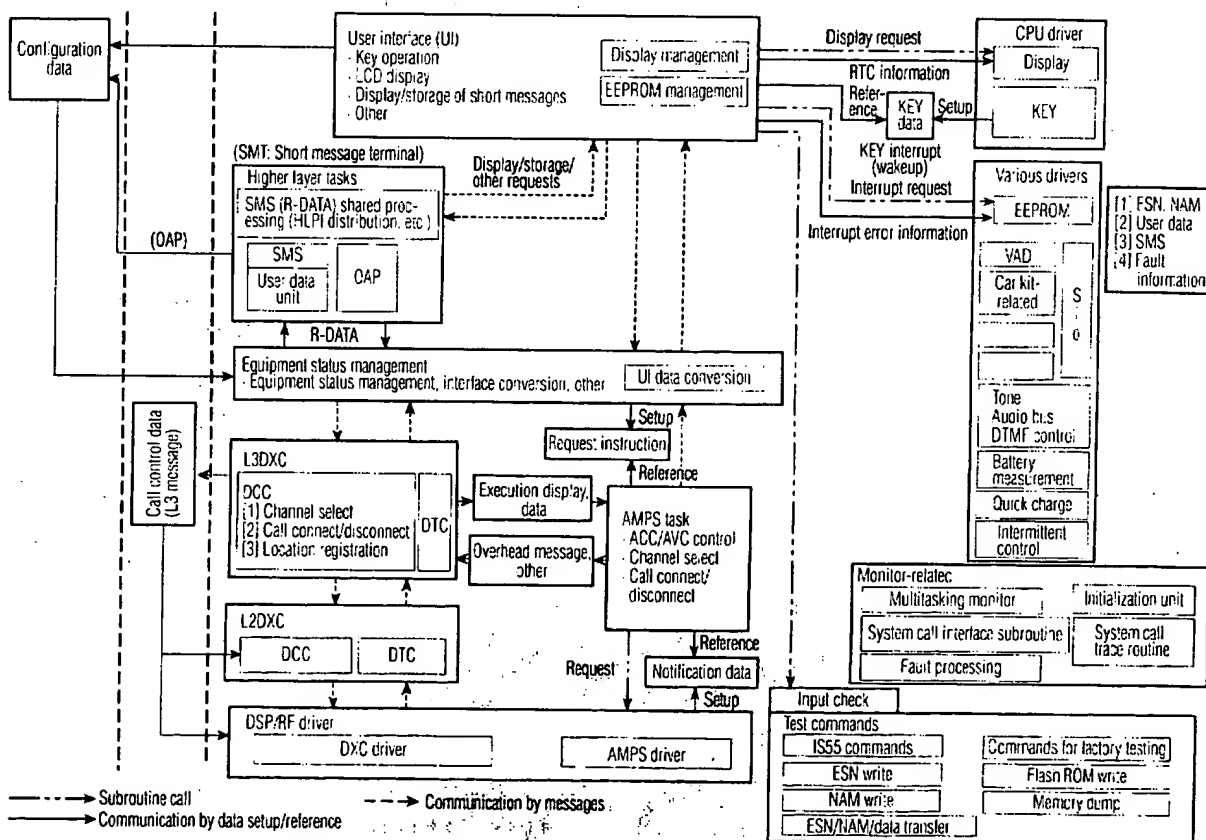 Configuration
data
User interface (UI)
· Key operation
· LCD display
· Display/storage of short messages
· Other
Display management
EEPROM management
Display request
RTC information
Refer-
ence
KEY
data
Setup
KEY interrupt
(wakeup)
Interrupt request
Interrupt error information
CPU driver
Display
KEY
Various drivers
EEPROM
VAD
Car kit-
related
Tone
Audio bus
DTMF control
Battery
measurement
Quick charge
Intermittent
control
[1] ESN, NAM
[2] User data
[3] SMS
[4] Fault
information
(SMT: Short message terminal)
Higher layer tasks
SMS (R-DATA) shared proc-
essing (HLPI distribution, etc.)
SMS
User data
unit
OAP
Display/storage/
other requests
(OAP)
R-DATA
Equipment status management
· Equipment status management, interface conversion, other
UI data conversion
Setup
Request instruction
Reference
Call control data
(L3 message)
L3DXC
DCC
[1] Channel select
[2] Call connect/disconnect
[3] Location registration
DTC
Execution display,
data
Overhead message,
other
AMPS task
· ACC/AVC control
· Channel select
· Call connect/
disconnect
L2DXC
DCC
DTC
Request
Reference
Notification data
Setup
DSP/RF driver
DXC driver
AMPS driver
Monitor-related
Multitasking monitor
Initialization unit
System call interface subroutine
System call
trace routine
Fault processing
Input check
Test commands
IS55 commands
Commands for factory testing
ESN write
Flash ROM write
NAM write
Memory dump
ESN/NAM/data transfer
Subroutine call
Communication by messages
Communication by data setup/reference